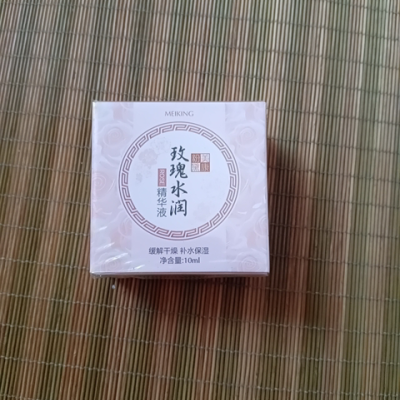 MEIKING
玫瑰水润
精华液
缓解干燥 补水保湿
净含量:10ml